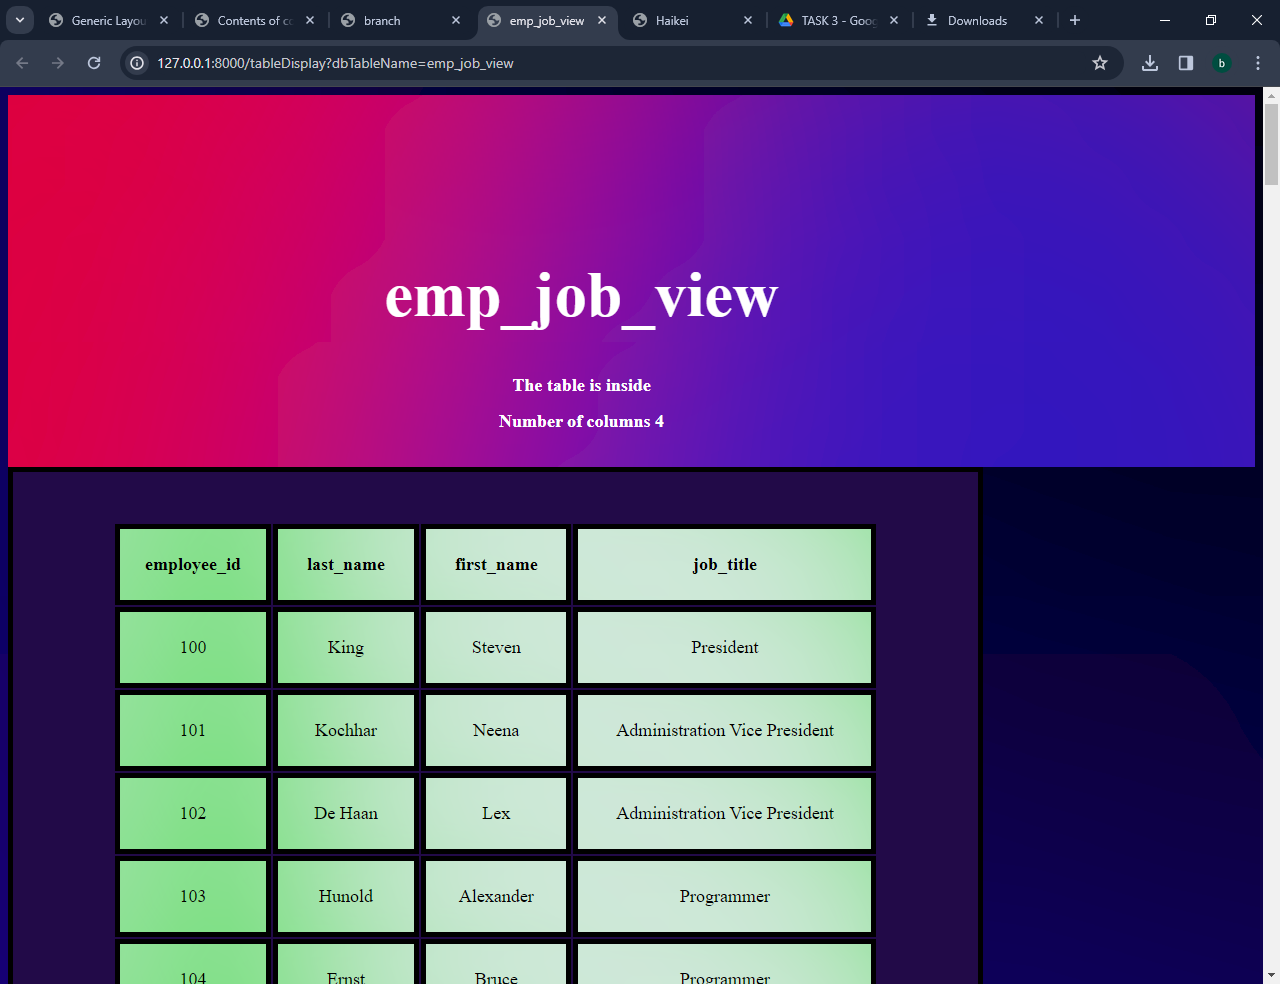 Generic Layou
Contents of co
branch
emp_job_view
Haikei
TASK 3 - Goog
Downloads
127.0.0.1:8000/tableDisplay?dbTableName=emp_job_view
b
emp_job_view
The table is inside
Number of columns 4
employee_id last_name first_name job_title
100 King Steven President
101 Kochhar Neena Administration Vice President
102 De Haan Lex Administration Vice President
103 Hunold Alexander Programmer
104 Ernst Bruce Programmer